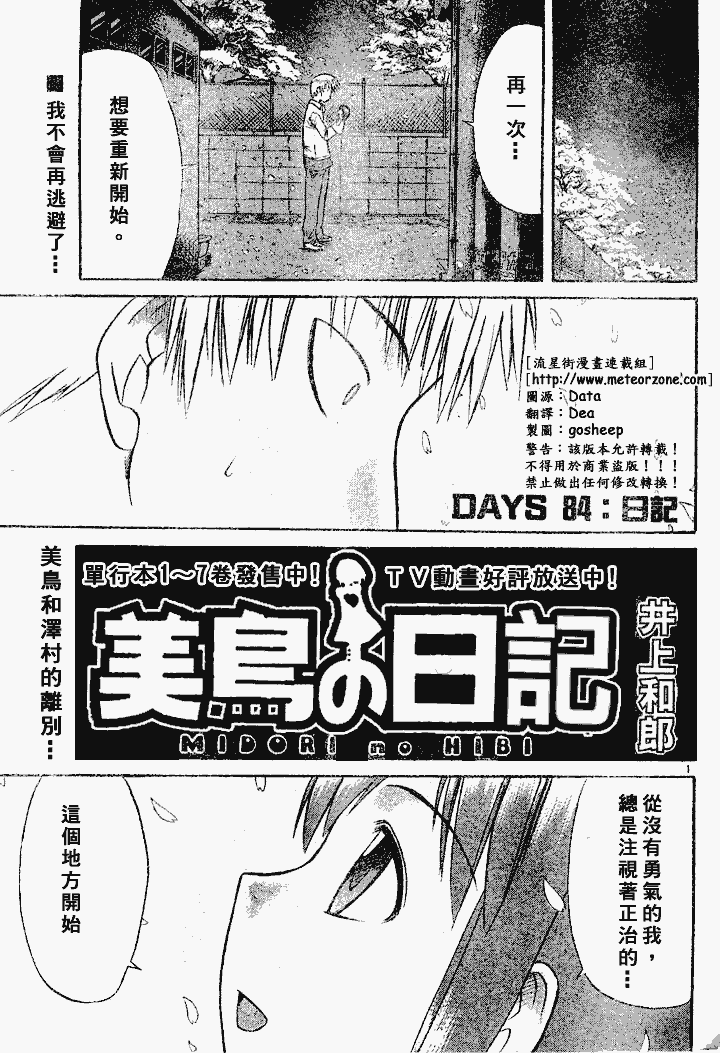 再一次…
想要重新開始。
我不會再逃避了…
[流星街漫畫連載組]
[http://www.meteorzone.com]
圖源：Data
翻譯：Dea
製圖：gosheep
警告：該版本允許轉載！
不得用於商業盜版！！！
禁止做出任何修改轉換！
DAYS 84：日記
美鳥和澤村的離別…
單行本1～7卷發售中！
TV動畫好評放送中！
美鳥の日記
MIDORI no HIBI
井上和郎
1
從沒有勇氣的我，
總是注視著正治的…
這個地方開始